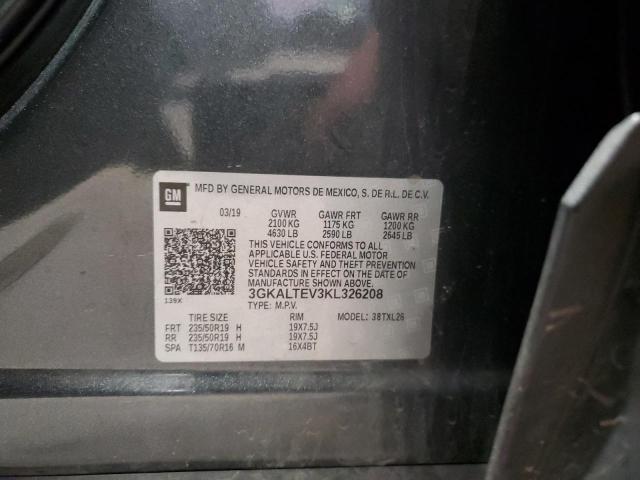 GM
MFD BY GENERAL MOTORS DE MEXICO, S. DE R.L. DE C.V.
03/19 GVWR GAWR FRT GAWR RR
2100 KG 1175 KG 1200 KG
4630 LB 2590 LB 2645 LB
THIS VEHICLE CONFORMS TO ALL
APPLICABLE U.S. FEDERAL MOTOR
VEHICLE SAFETY AND THEFT PREVENTION
STANDARDS IN EFFECT ON THE DATE OF
MANUFACTURE SHOWN ABOVE.
139X
3GKALTEV3KL326208
TYPE: M.P.V.
TIRE SIZE RIM MODEL: 38TXL26
FRT 235/50R19 H 19X7.5J
RR 235/50R19 H 19X7.5J
SPA T135/70R16 M 16X4BT